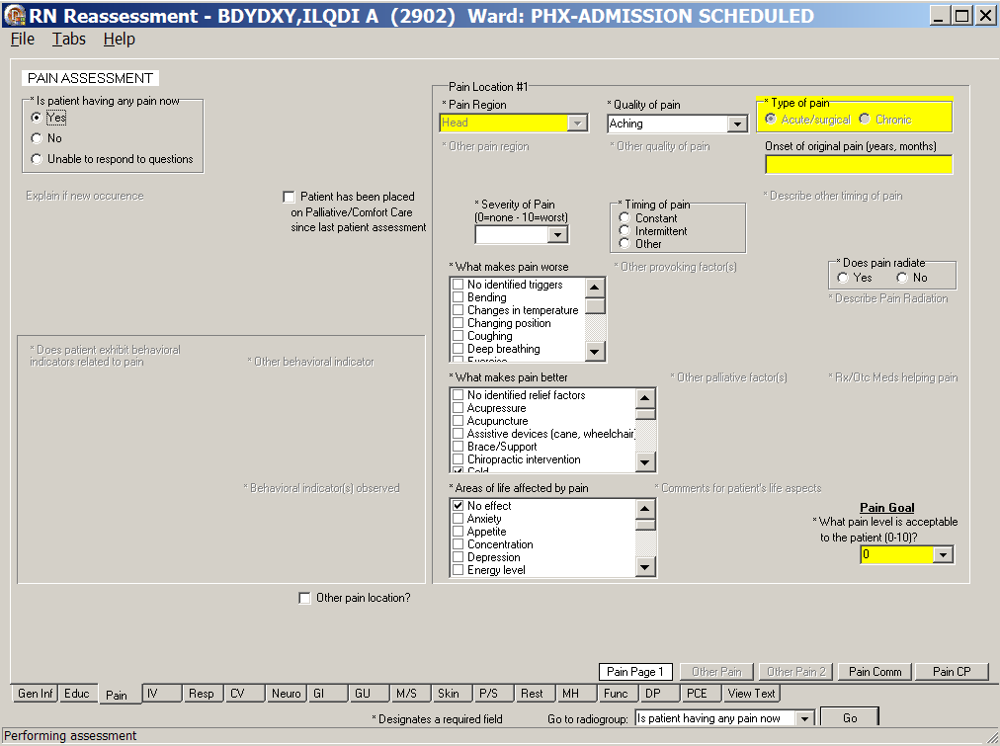 RN Reassessment - BDYDXY,ILQDI A (2902) Ward: PHX-ADMISSION SCHEDULED
File Tabs Help
PAIN ASSESSMENT
* Is patient having any pain now
Yes
No
Unable to respond to questions
Explain if new occurence
Patient has been placed
on Palliative/Comfort Care
since last patient assessment
* Does patient exhibit behavioral
indicators related to pain
* Other behavioral indicator
* Behavioral indicator(s) observed
Other pain location?
Pain Location #1
* Pain Region
Head
* Other pain region
* Quality of pain
Aching
* Other quality of pain
* Type of pain
Acute/surgical Chronic
Onset of original pain (years, months)
* Severity of Pain
(0=none - 10=worst)
* Timing of pain
Constant
Intermittent
Other
* Describe other timing of pain
* What makes pain worse
No identified triggers
Bending
Changes in temperature
Changing position
Coughing
Deep breathing
Exercise
* Other provoking factor(s)
* Does pain radiate
Yes No
* Describe Pain Radiation
* What makes pain better
No identified relief factors
Acupressure
Acupuncture
Assistive devices (cane, wheelchair
Brace/Support
Chiropractic intervention
Cold
* Other palliative factor(s)
* Rx/Otc Meds helping pain
* Areas of life affected by pain
No effect
Anxiety
Appetite
Concentration
Depression
Energy level
* Comments for patient's life aspects
Pain Goal
* What pain level is acceptable
to the patient (0-10)?
0
Pain Page 1 Other Pain Other Pain 2 Pain Comm Pain CP
Gen Inf Educ Pain IV Resp CV Neuro GI GU M/S Skin P/S Rest MH Func DP PCE View Text
* Designates a required field Go to radiogroup: Is patient having any pain now Go
Performing assessment